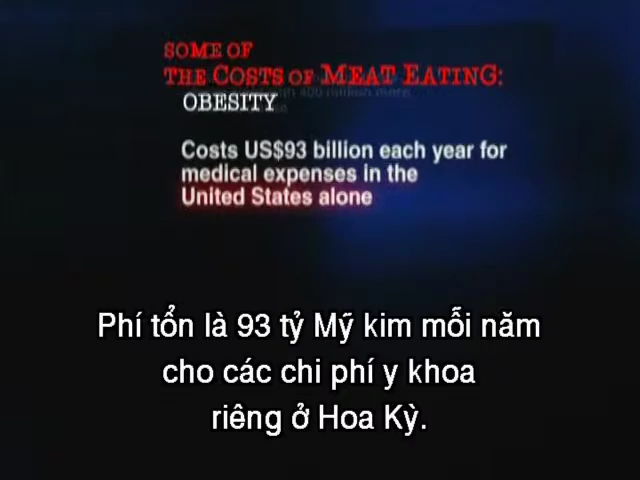 SOME OF
THE COSTS OF MEAT EATING:
OBESITY
Costs US$93 billion each year for
medical expenses in the
United States alone
Phí tổn là 93 tỷ Mỹ kim mỗi năm
cho các chi phí y khoa
riêng ở Hoa Kỳ.